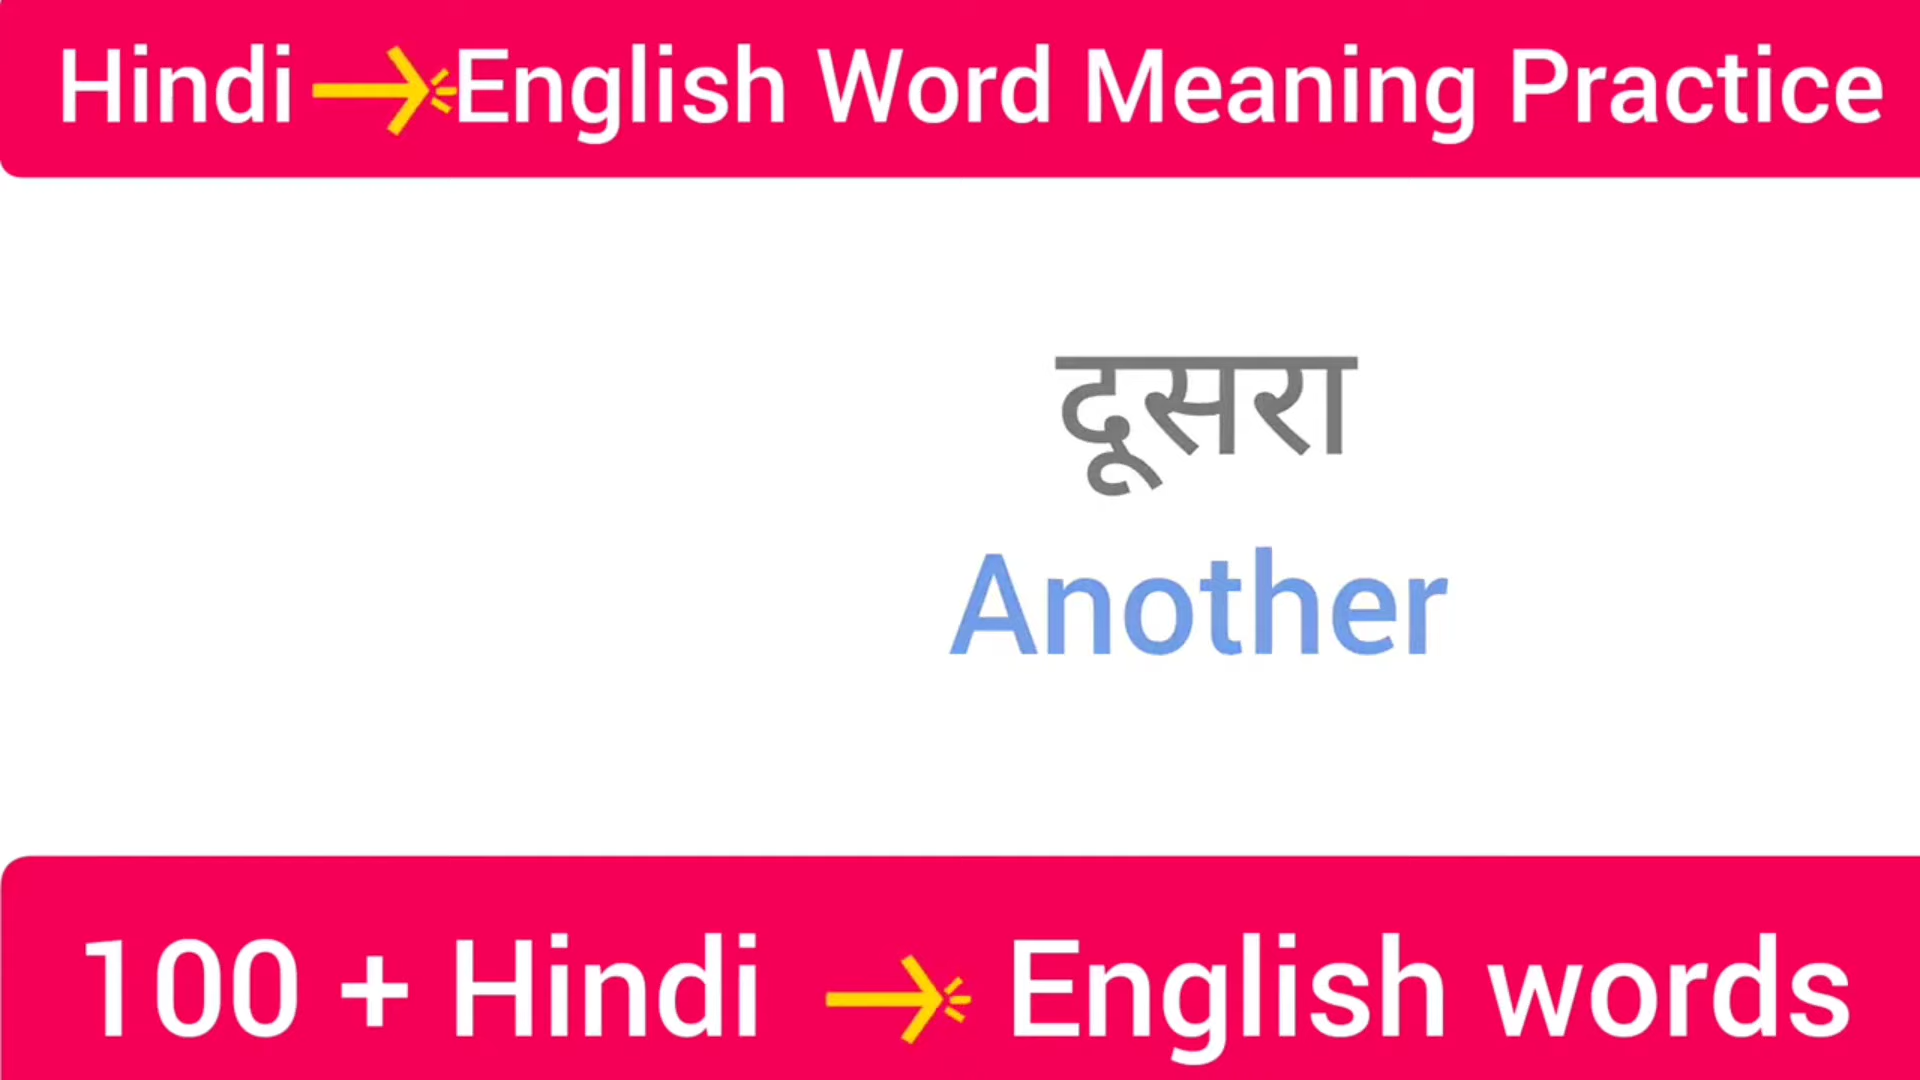 Hindi → English Word Meaning Practice
दूसरा
Another
100 + Hindi → English words